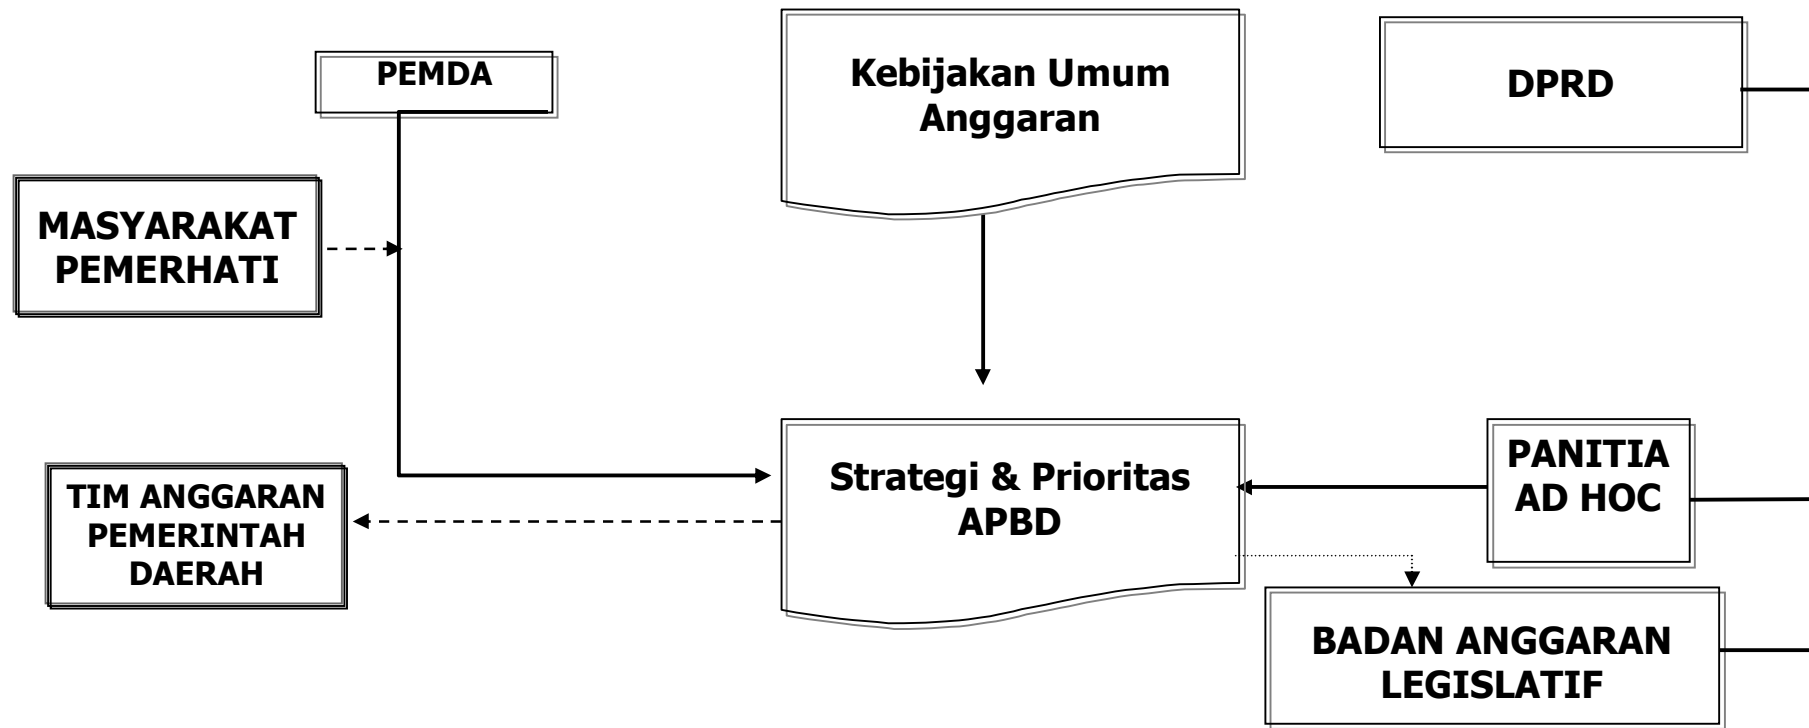 PEMDA
Kebijakan Umum
Anggaran
DPRD
MASYARAKAT
PEMERHATI
TIM ANGGARAN
PEMERINTAH
DAERAH
Strategi & Prioritas
APBD
PANITIA
AD HOC
BADAN ANGGARAN
LEGISLATIF